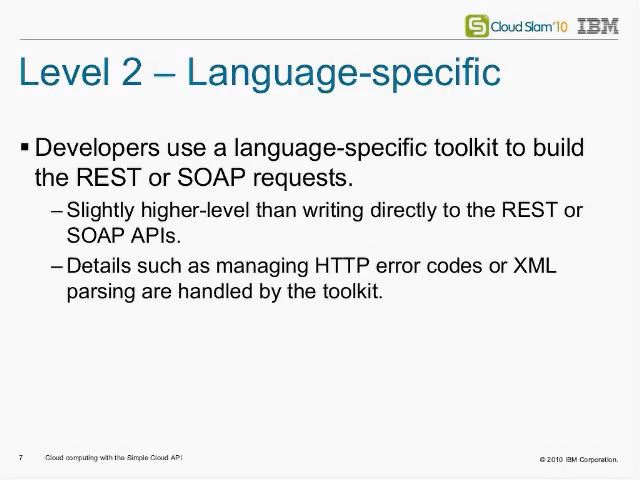 Cloud Slam'10 IBM
Level 2 – Language-specific
▪ Developers use a language-specific toolkit to build
the REST or SOAP requests.
– Slightly higher-level than writing directly to the REST or
SOAP APIs.
– Details such as managing HTTP error codes or XML
parsing are handled by the toolkit.
7 Cloud computing with the Simple Cloud API
© 2010 IBM Corporation.